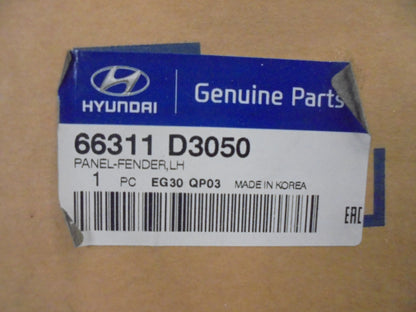 HYUNDAI
Genuine Parts
66311 D3050
PANEL-FENDER,LH
1 PC EG30 QP03 MADE IN KOREA
EAC